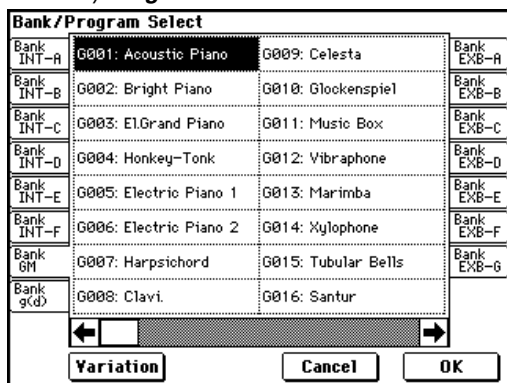 Bank/Program Select
Bank INT-A
Bank INT-B
Bank INT-C
Bank INT-D
Bank INT-E
Bank INT-F
Bank GM
Bank g(d)
G001: Acoustic Piano
G002: Bright Piano
G003: El.Grand Piano
G004: Honkey-Tonk
G005: Electric Piano 1
G006: Electric Piano 2
G007: Harpsichord
G008: Clavi.
G009: Celesta
G010: Glockenspiel
G011: Music Box
G012: Vibraphone
G013: Marimba
G014: Xylophone
G015: Tubular Bells
G016: Santur
Bank EXB-A
Bank EXB-B
Bank EXB-C
Bank EXB-D
Bank EXB-E
Bank EXB-F
Bank EXB-G
Variation
Cancel
OK